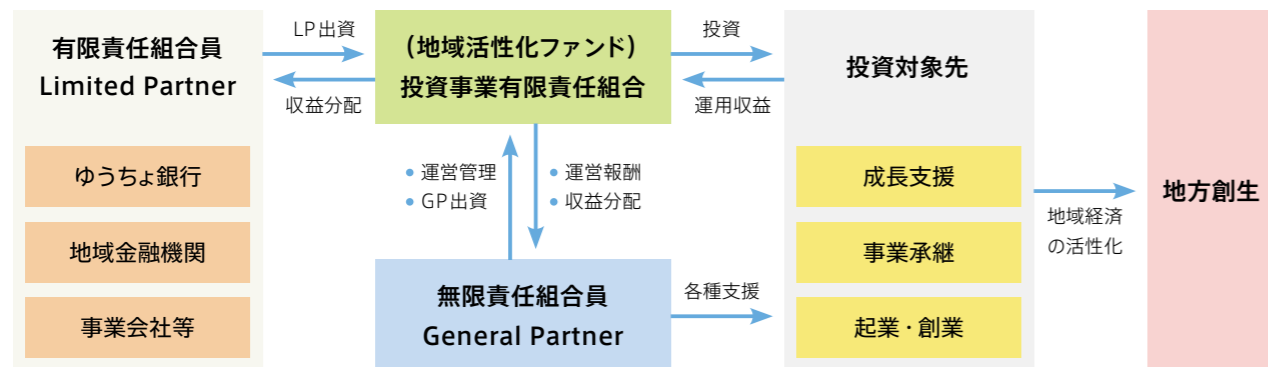 有限責任組合員
Limited Partner
ゆうちょ銀行
地域金融機関
事業会社等
LP出資
収益分配
(地域活性化ファンド)
投資事業有限責任組合
• 運営管理
• GP出資
• 運営報酬
• 収益分配
無限責任組合員
General Partner
投資
運用収益
各種支援
投資対象先
成長支援
事業承継
起業・創業
地域経済
の活性化
地方創生